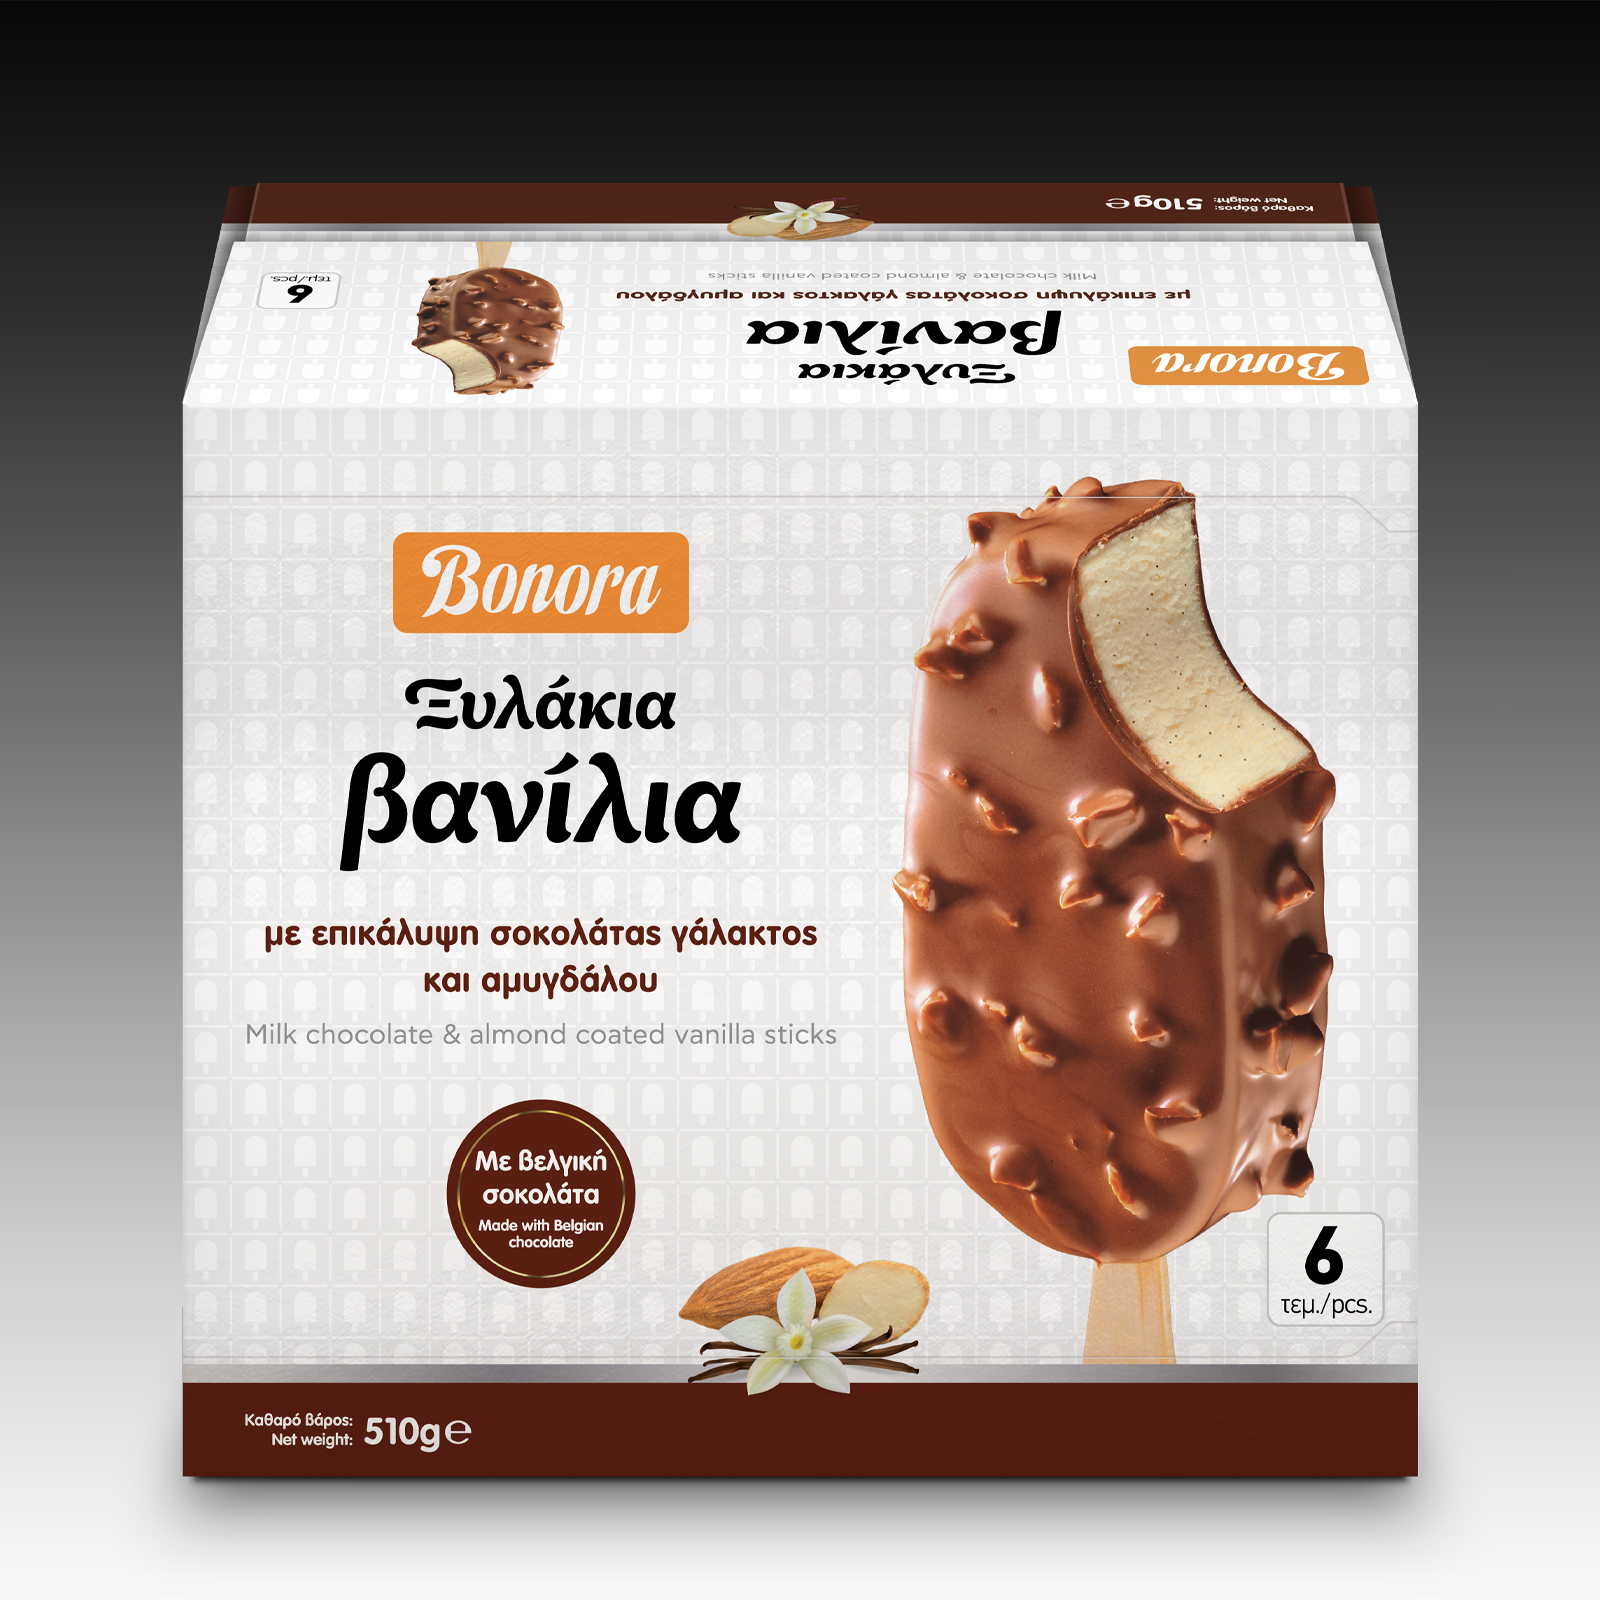 Καθαρό βάρος:
Net weight:
510g℮
6
τεμ./pcs.
Milk chocolate & almond coated vanilla sticks
με επικάλυψη σοκολάτας γάλακτος και αμυγδάλου
Ξυλάκια
βανίλια
Bonora
Bonora
Ξυλάκια
βανίλια
με επικάλυψη σοκολάτας γάλακτος
και αμυγδάλου
Milk chocolate & almond coated vanilla sticks
Με βελγική
σοκολάτα
Made with Belgian
chocolate
6
τεμ./pcs.
Καθαρό βάρος:
Net weight:
510g℮